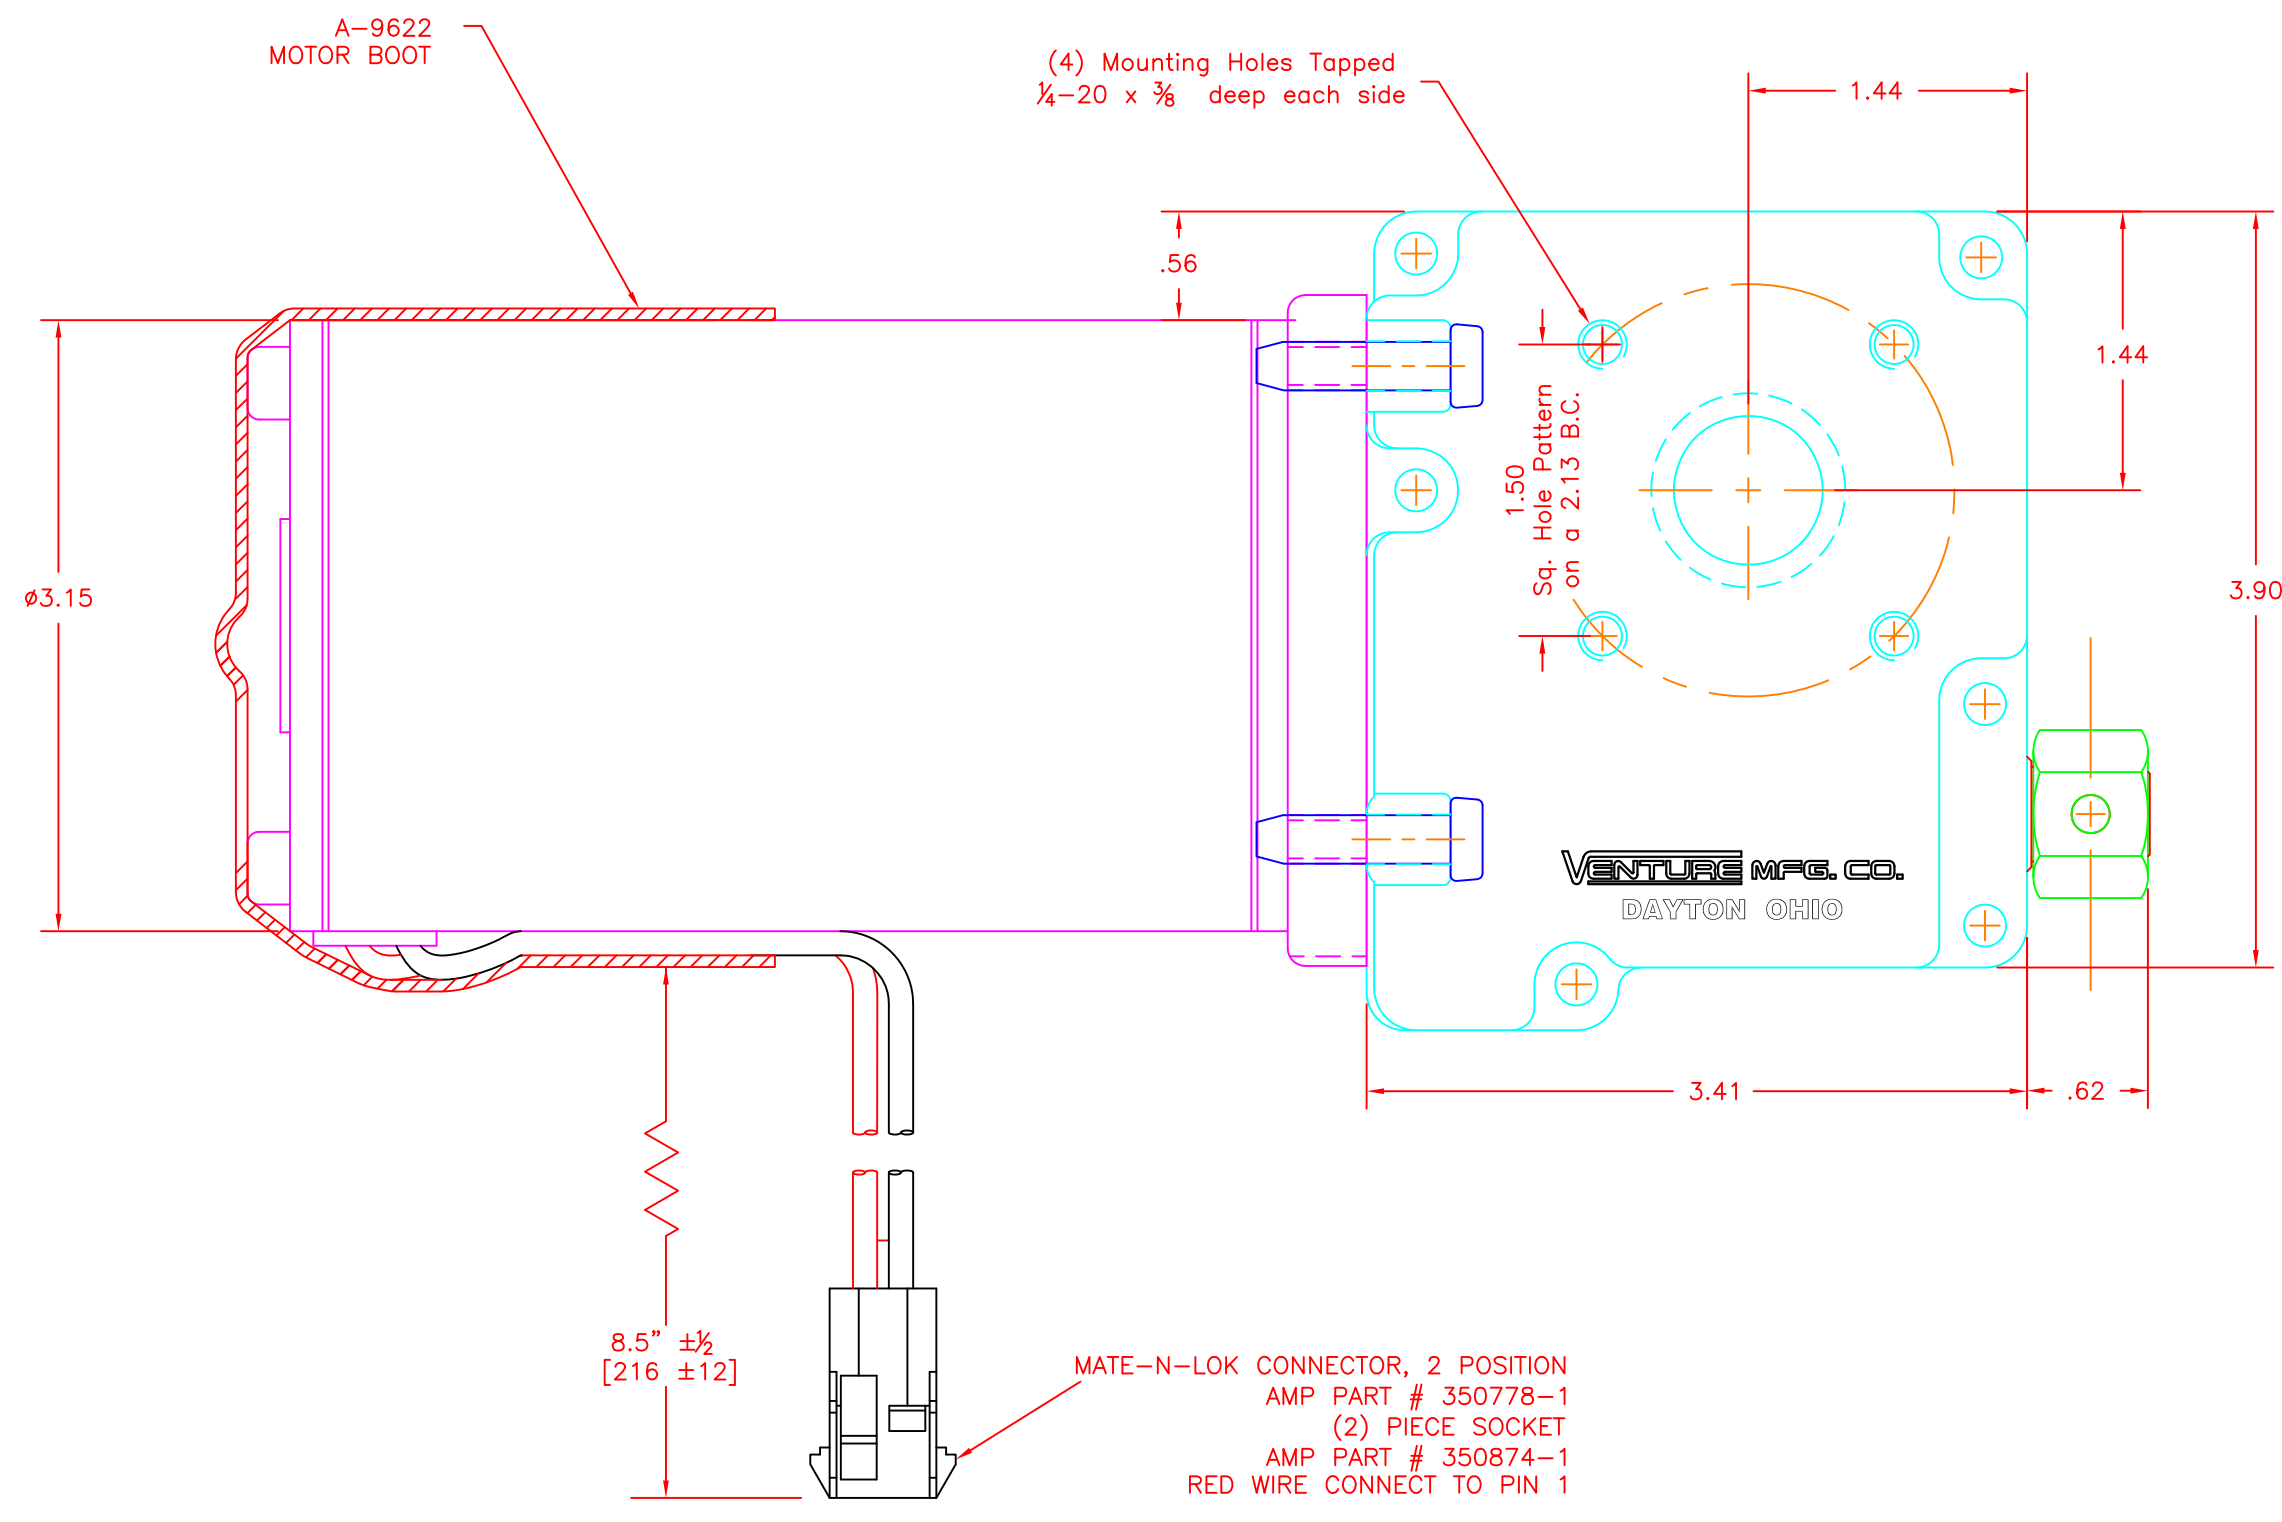 A-9622
MOTOR BOOT
(4) Mounting Holes Tapped
¼-20 x ⅜ deep each side
1.44
.56
1.44
ø3.15
1.50
Sq. Hole Pattern
on a 2.13 B.C.
3.90
VENTURE MFG. CO.
DAYTON OHIO
3.41
.62
8.5” ±½
[216 ±12]
MATE-N-LOK CONNECTOR, 2 POSITION
AMP PART # 350778-1
(2) PIECE SOCKET
AMP PART # 350874-1
RED WIRE CONNECT TO PIN 1